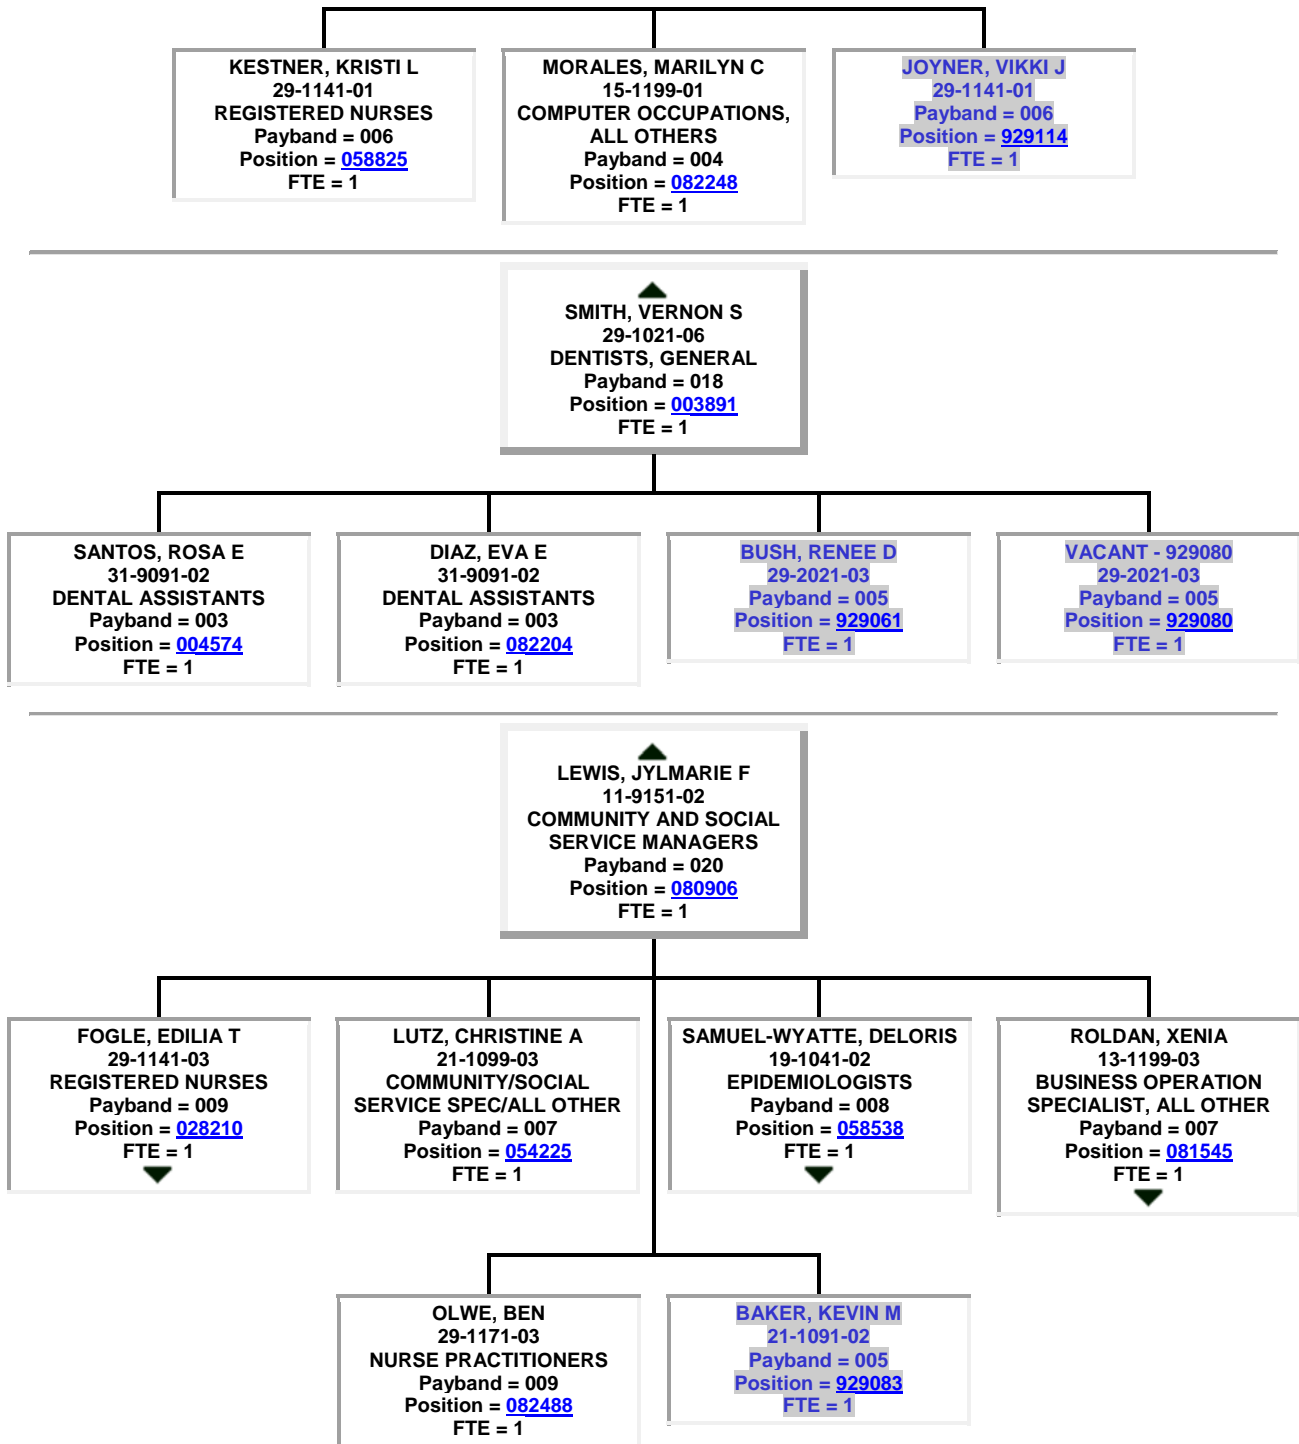 KESTNER, KRISTI L
29-1141-01
REGISTERED NURSES
Payband = 006
Position = 058825
FTE = 1
MORALES, MARILYN C
15-1199-01
COMPUTER OCCUPATIONS,
ALL OTHERS
Payband = 004
Position = 082248
FTE = 1
JOYNER, VIKKI J
29-1141-01
Payband = 006
Position = 929114
FTE = 1
SMITH, VERNON S
29-1021-06
DENTISTS, GENERAL
Payband = 018
Position = 003891
FTE = 1
SANTOS, ROSA E
31-9091-02
DENTAL ASSISTANTS
Payband = 003
Position = 004574
FTE = 1
DIAZ, EVA E
31-9091-02
DENTAL ASSISTANTS
Payband = 003
Position = 082204
FTE = 1
BUSH, RENEE D
29-2021-03
Payband = 005
Position = 929061
FTE = 1
VACANT - 929080
29-2021-03
Payband = 005
Position = 929080
FTE = 1
LEWIS, JYLMARIE F
11-9151-02
COMMUNITY AND SOCIAL
SERVICE MANAGERS
Payband = 020
Position = 080906
FTE = 1
FOGLE, EDILIA T
29-1141-03
REGISTERED NURSES
Payband = 009
Position = 028210
FTE = 1
LUTZ, CHRISTINE A
21-1099-03
COMMUNITY/SOCIAL
SERVICE SPEC/ALL OTHER
Payband = 007
Position = 054225
FTE = 1
SAMUEL-WYATTE, DELORIS
19-1041-02
EPIDEMIOLOGISTS
Payband = 008
Position = 058538
FTE = 1
ROLDAN, XENIA
13-1199-03
BUSINESS OPERATION
SPECIALIST, ALL OTHER
Payband = 007
Position = 081545
FTE = 1
OLWE, BEN
29-1171-03
NURSE PRACTITIONERS
Payband = 009
Position = 082488
FTE = 1
BAKER, KEVIN M
21-1091-02
Payband = 005
Position = 929083
FTE = 1